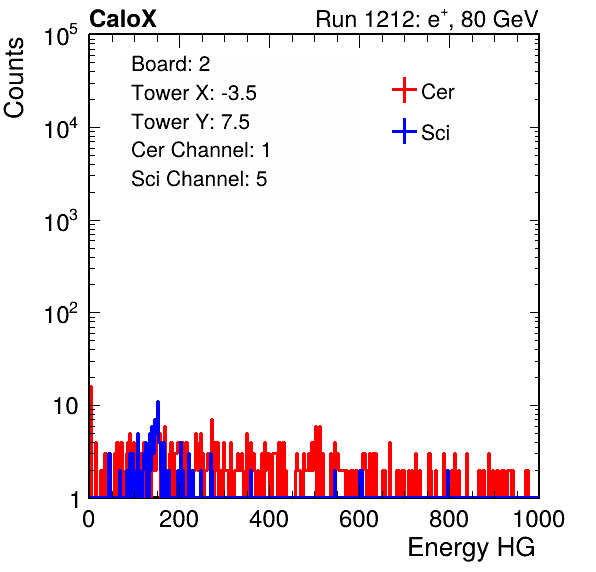 CaloX Run 1212: e⁺, 80 GeV
Counts
10⁵
10⁴
10³
10²
10
1
Board: 2
Tower X: -3.5
Tower Y: 7.5
Cer Channel: 1
Sci Channel: 5
Cer
Sci
0 200 400 600 800 1000
Energy HG